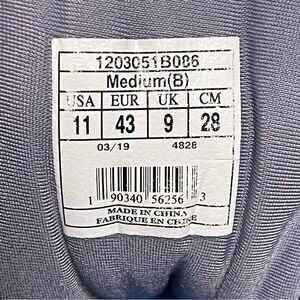 1203051B086
Medium(B)
USA EUR UK CM
11 43 9 28
03/19 4828
1 90340 56256 3
MADE IN CHINA
FABRIQUE EN CHINE